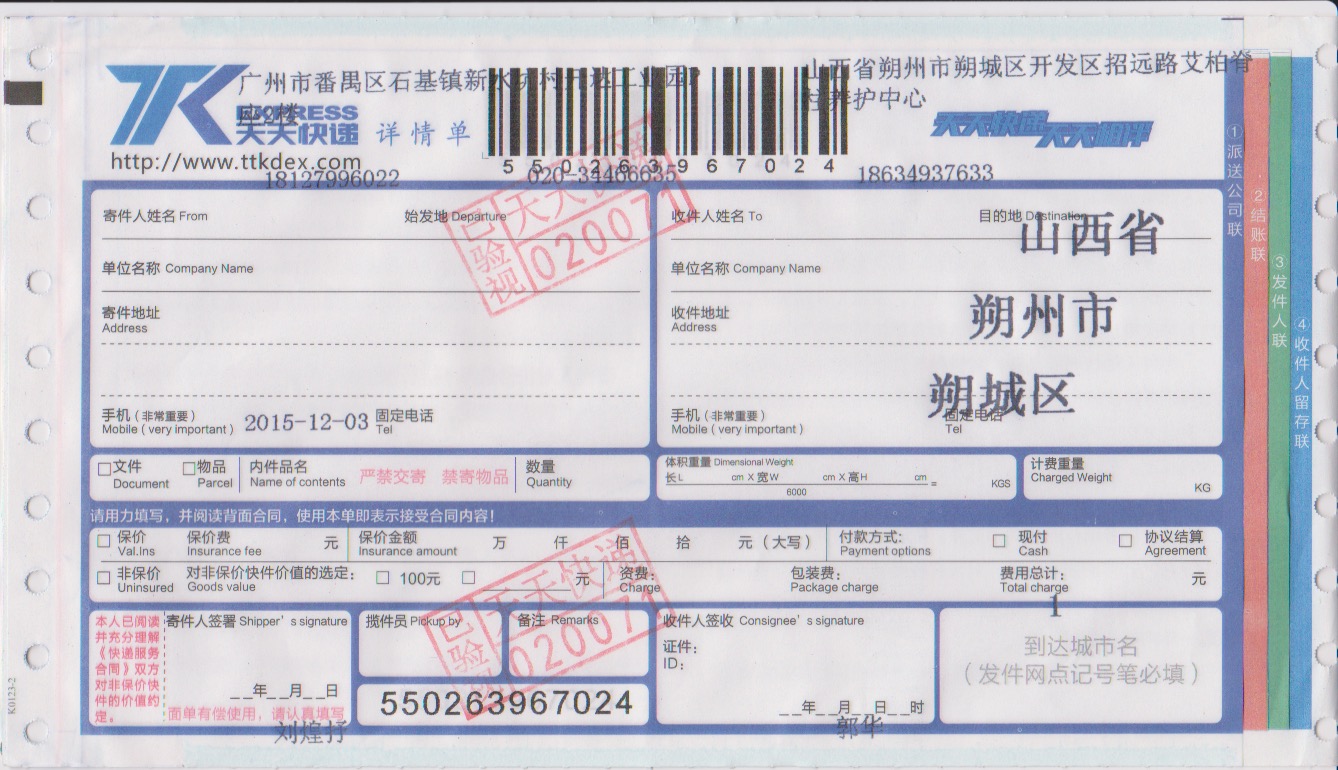 广州市番禺区石基镇新水坑村开达工业园7
座2楼
山西省朔州市朔城区开发区招远路艾柏脊
柱养护中心
TTK EXPRESS
天天快递 详情单
天天快递 天天相伴
http://www.ttkdex.com
550263967024
18127996022
020-34466635
18634937633
寄件人姓名 From 始发地 Departure
单位名称 Company Name
寄件地址
Address
手机（非常重要）
Mobile ( very important )
2015-12-03
固定电话
Tel
收件人姓名 To 目的地 Destination
山西省
单位名称 Company Name
收件地址
Address
朔州市
朔城区
手机（非常重要）
Mobile ( very important )
固定电话
Tel
已验视
天天快递
020071
文件
Document
物品
Parcel
内件品名
Name of contents
严禁交寄 禁寄物品
数量
Quantity
体积重量 Dimensional Weight
长L cm X 宽W cm X 高H cm = KGS
6000
计费重量
Charged Weight
KG
请用力填写，并阅读背面合同，使用本单即表示接受合同内容！
保价
Val.Ins
保价费
Insurance fee
元
保价金额
Insurance amount
万 仟 佰 拾 元（大写）
付款方式：
Payment options
现付
Cash
协议结算
Agreement
非保价
Uninsured
对非保价快件价值的选定：
Goods value
100元
元
资费：
Charge
包装费：
Package charge
费用总计：
Total charge
元
1
本人已阅读
并充分理解
《快递服务
合同》双方
对非保价快
件的价值约
定。
寄件人签署 Shipper’s signature
__年__月__日
面单有偿使用，请认真填写
揽件员 Pickup by
备注 Remarks
已验视
天天快递
020071
550263967024
收件人签收 Consignee’s signature
证件：
ID：
__年__月__日__时
到达城市名
（发件网点记号笔必填）
刘煌抒
郭华
①派送公司联
2结账联
③发件人联
④收件人留存联
K0123-2